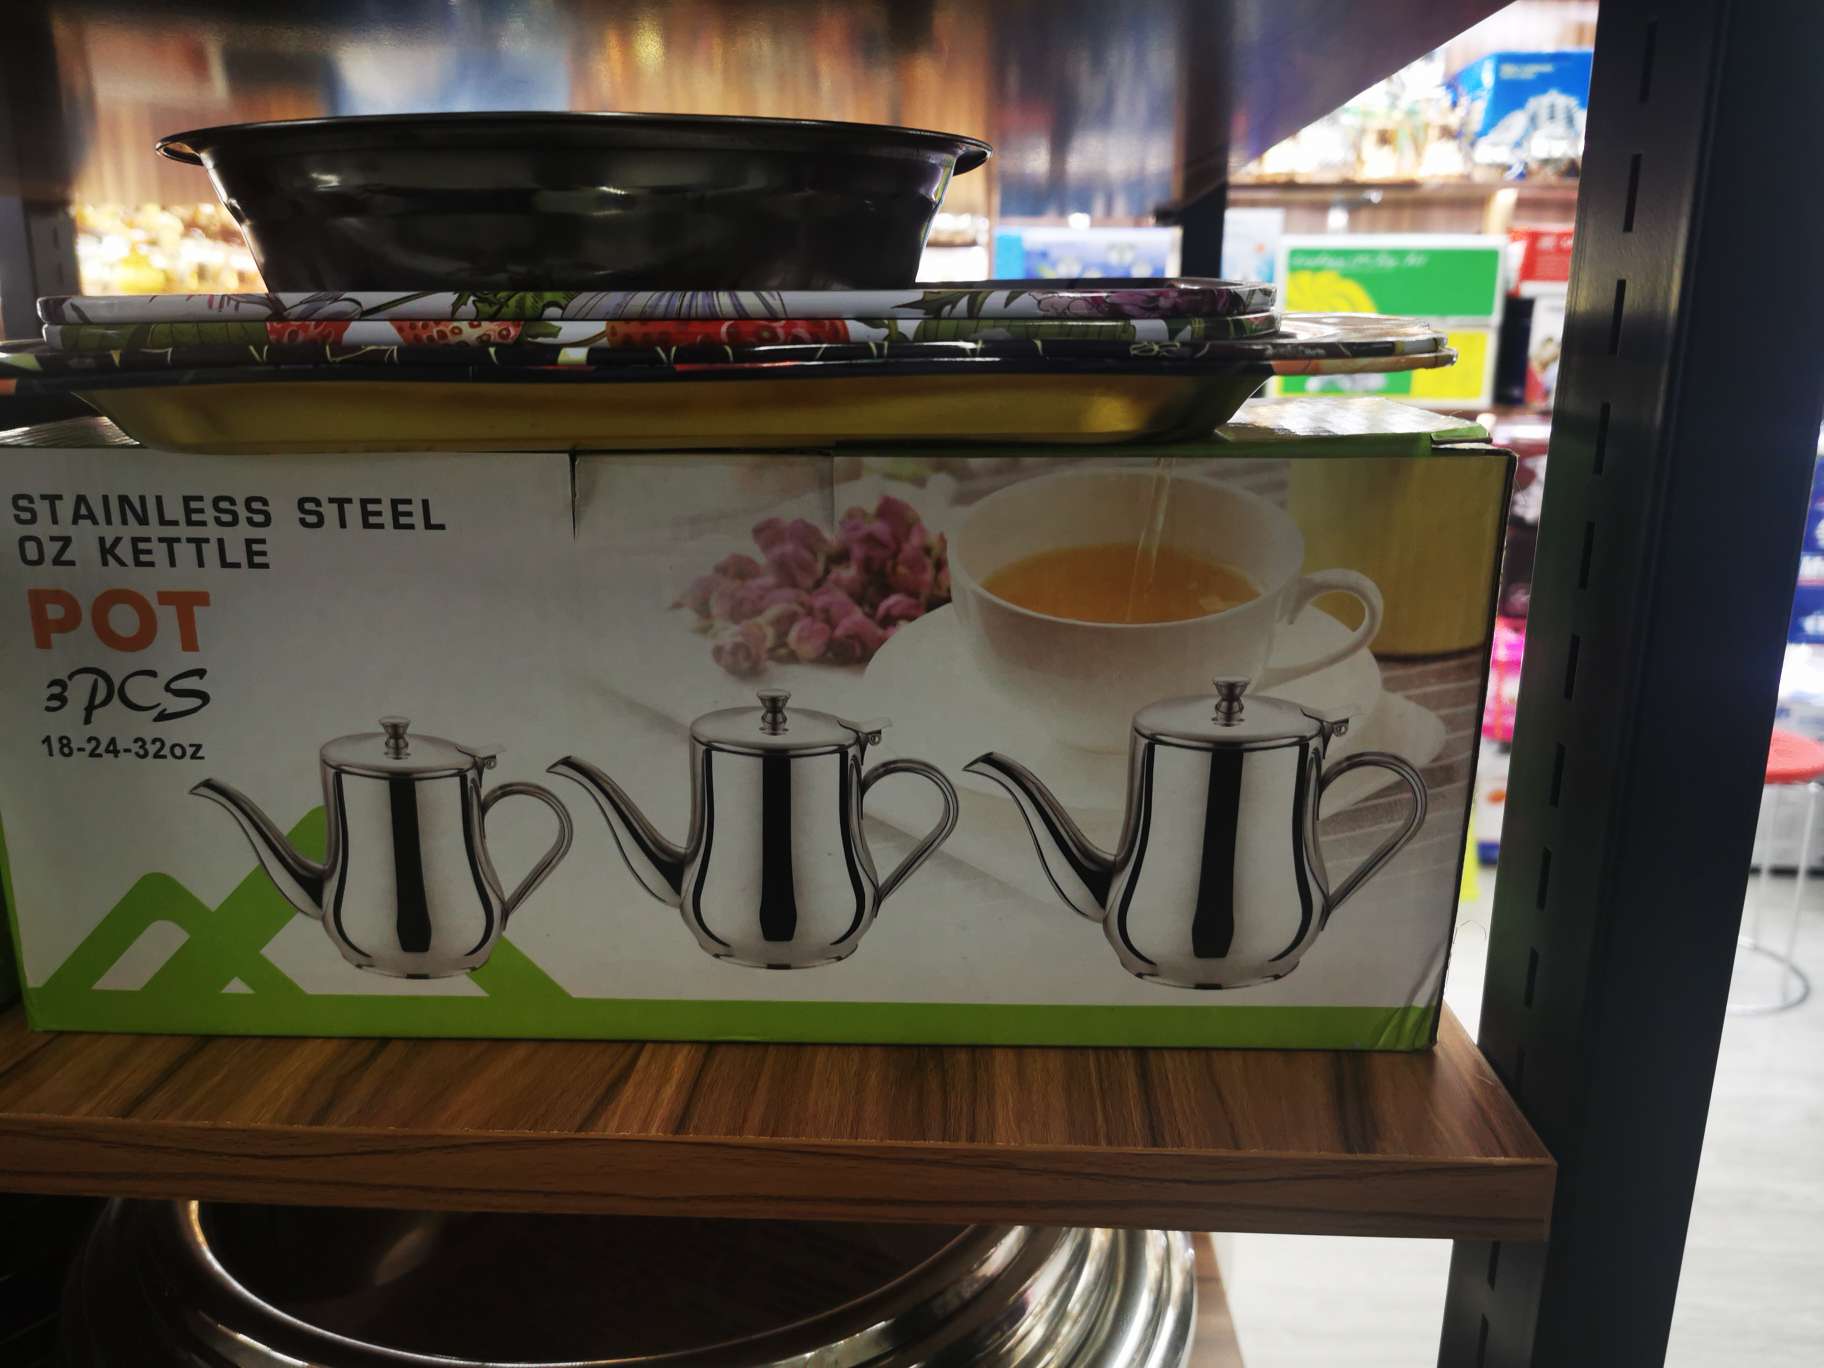 STAINLESS STEEL
OZ KETTLE
POT
3PCS
18-24-32oz